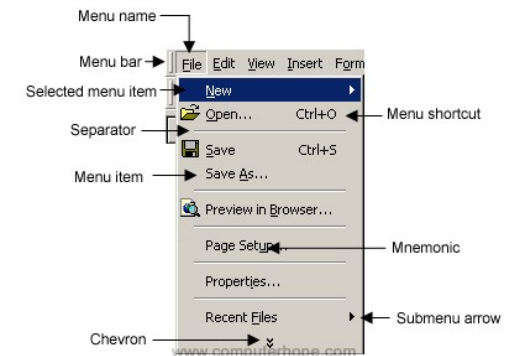 Menu name
Menu bar File Edit View Insert Form
Selected menu item New
Open... Ctrl+O Menu shortcut
Separator
Save Ctrl+S
Menu item Save As...
Preview in Browser...
Page Setup... Mnemonic
Properties...
Recent Files Submenu arrow
Chevron
www.computerhope.com